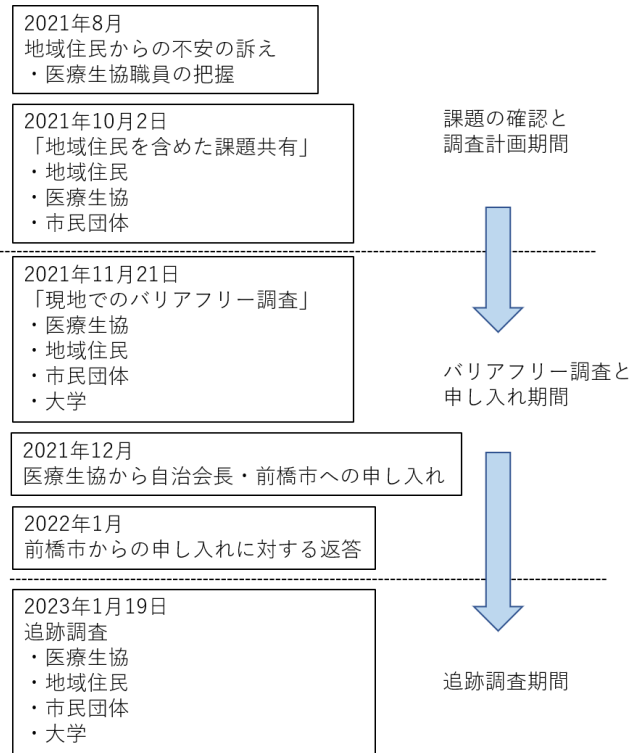 2021年8月
地域住民からの不安の訴え
・医療生協職員の把握
2021年10月2日
「地域住民を含めた課題共有」
・地域住民
・医療生協
・市民団体
課題の確認と
調査計画期間
2021年11月21日
「現地でのバリアフリー調査」
・医療生協
・地域住民
・市民団体
・大学
バリアフリー調査と
申し入れ期間
2021年12月
医療生協から自治会長・前橋市への申し入れ
2022年1月
前橋市からの申し入れに対する返答
2023年1月19日
追跡調査
・医療生協
・地域住民
・市民団体
・大学
追跡調査期間